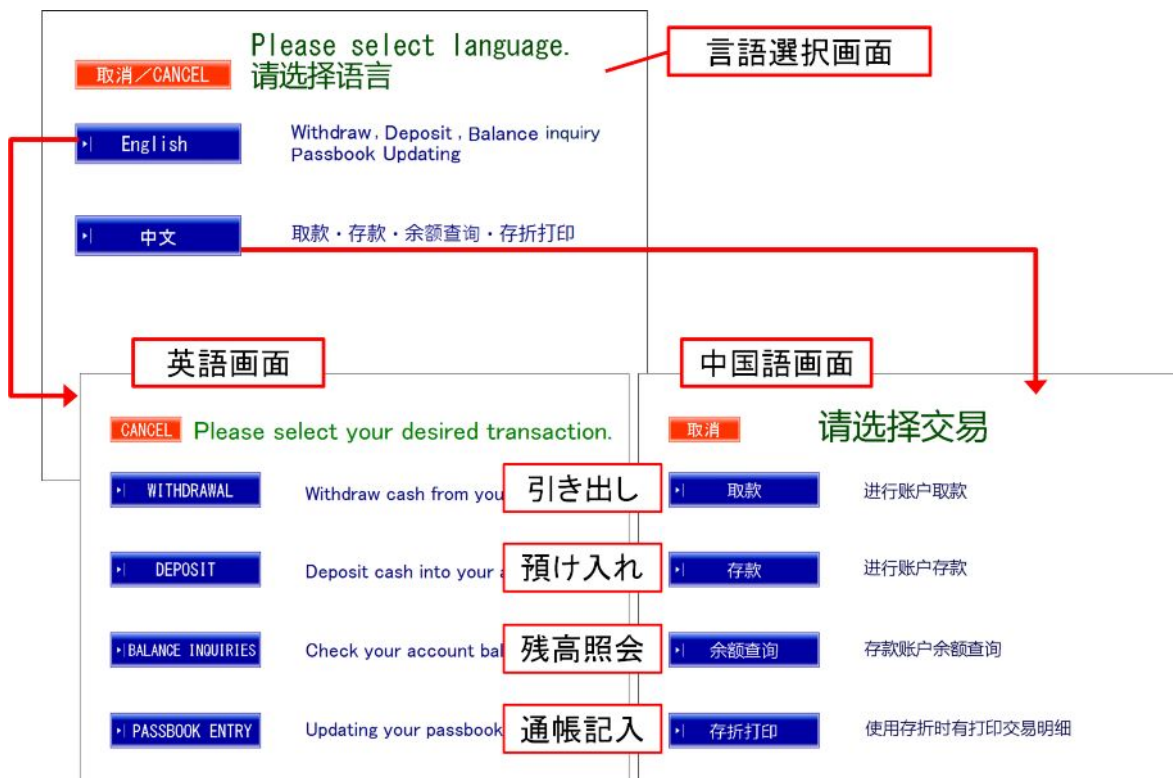 Please select language.
请选择语言
取消/CANCEL
言語選択画面
English
Withdraw, Deposit, Balance inquiry
Passbook Updating
中文
取款・存款・余额查询・存折打印
英語画面
CANCEL
Please select your desired transaction.
WITHDRAWAL
Withdraw cash from you
DEPOSIT
Deposit cash into your
BALANCE INQUIRIES
Check your account bal
PASSBOOK ENTRY
Updating your passbook
引き出し
預け入れ
残高照会
通帳記入
中国語画面
取消
请选择交易
取款
进行账户取款
存款
进行账户存款
余额查询
存款账户余额查询
存折打印
使用存折时有打印交易明细